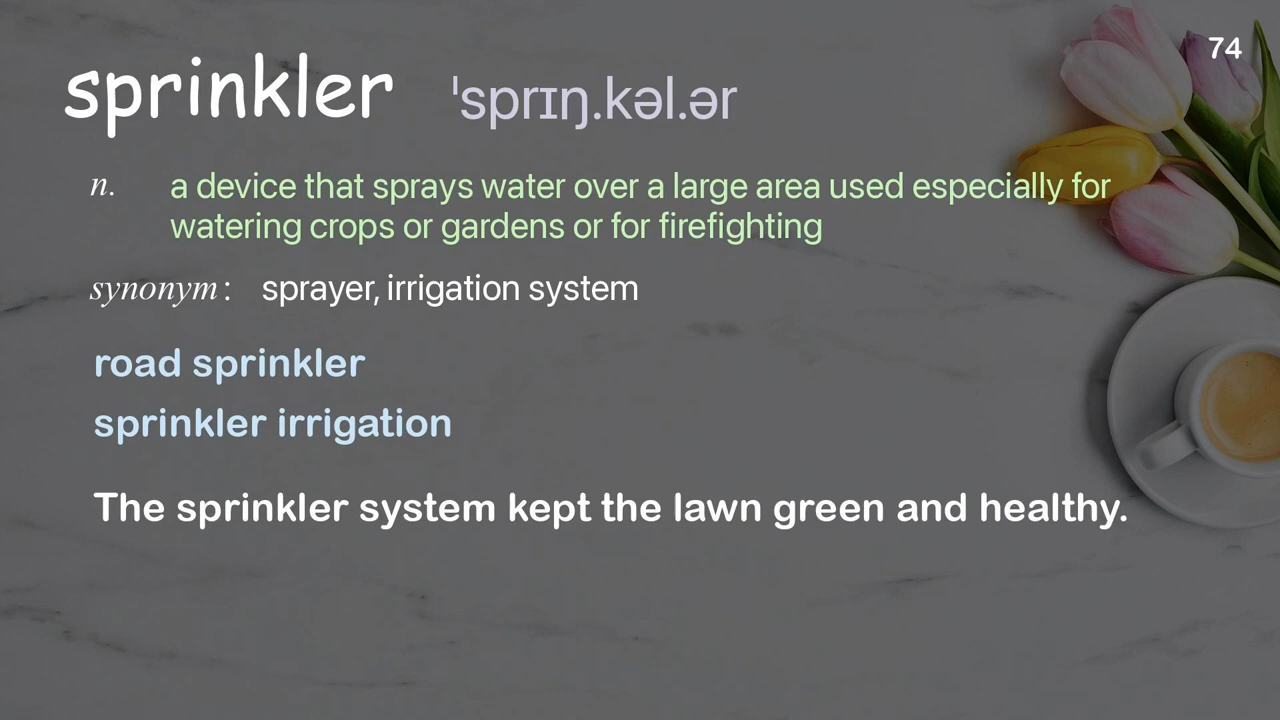 74
sprinkler ˈsprɪŋ.kəl.ər
n. a device that sprays water over a large area used especially for
watering crops or gardens or for firefighting
synonym: sprayer, irrigation system
road sprinkler
sprinkler irrigation
The sprinkler system kept the lawn green and healthy.